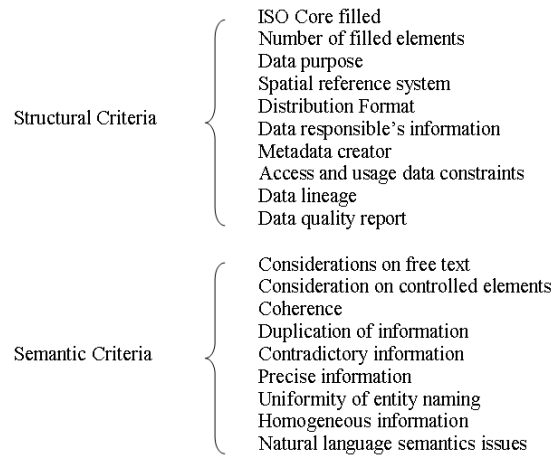 Structural Criteria
ISO Core filled
Number of filled elements
Data purpose
Spatial reference system
Distribution Format
Data responsible's information
Metadata creator
Access and usage data constraints
Data lineage
Data quality report
Semantic Criteria
Considerations on free text
Consideration on controlled elements
Coherence
Duplication of information
Contradictory information
Precise information
Uniformity of entity naming
Homogeneous information
Natural language semantics issues